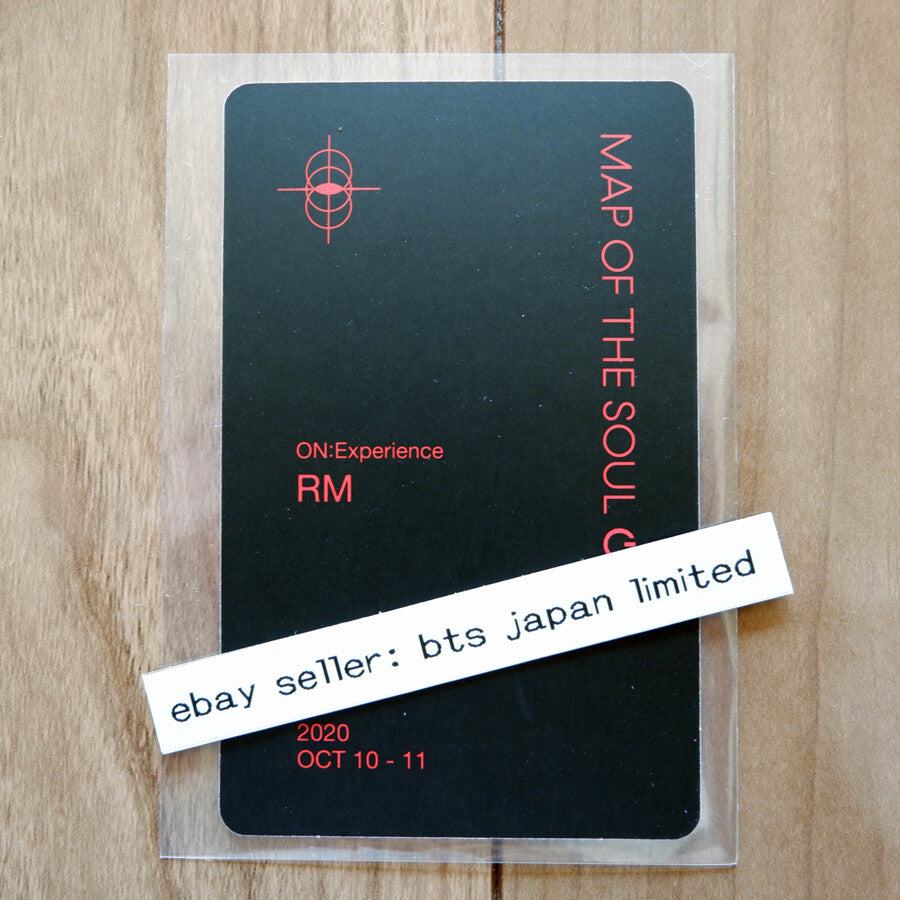 MAP OF THE SOUL
ON:Experience
RM
ebay seller: bts japan limited
2020
OCT 10 - 11